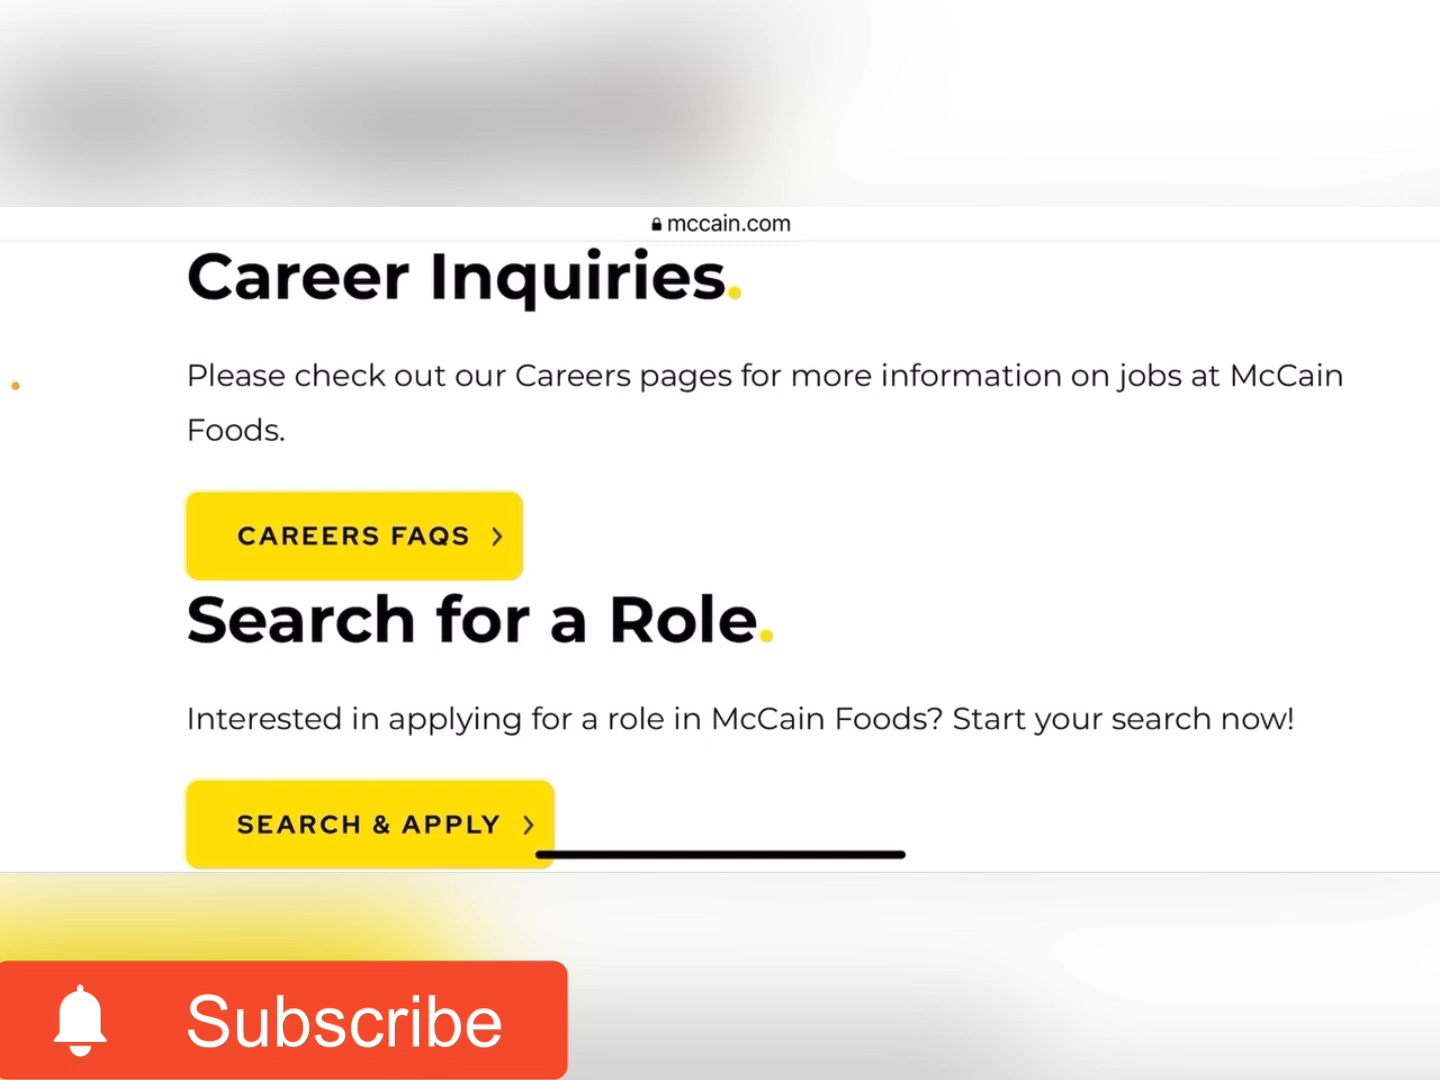 mccain.com
Career Inquiries.
Please check out our Careers pages for more information on jobs at McCain
Foods.
CAREERS FAQS
Search for a Role.
Interested in applying for a role in McCain Foods? Start your search now!
SEARCH & APPLY
Subscribe